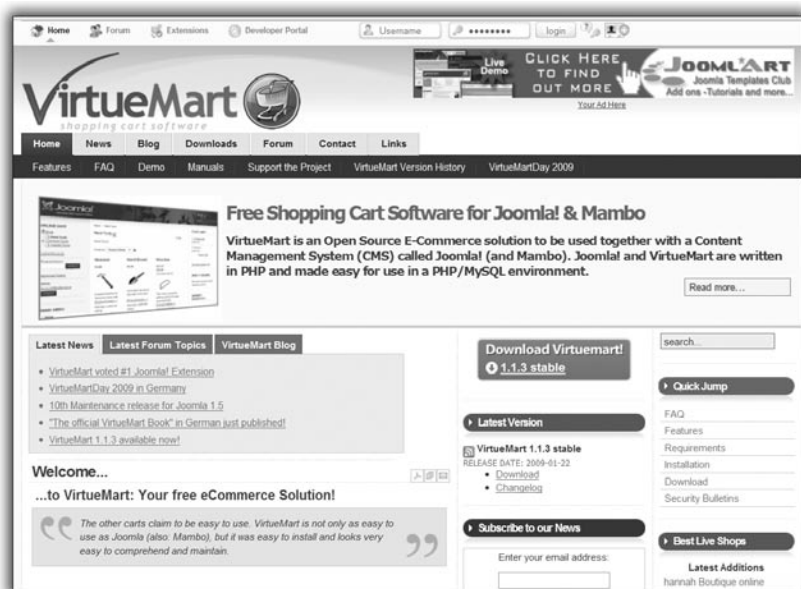 Home Forum Extensions Developer Portal Username •••••••• login
Live Demo
CLICK HERE
TO FIND
OUT MORE
JOOML'ART
Joomla Templates Club
Add ons -Tutorials and more...
Your Ad Here
VirtueMart
shopping cart software
Home News Blog Downloads Forum Contact Links
Features FAQ Demo Manuals Support the Project VirtueMart Version History VirtueMartDay 2009
Joomla!
Free Shopping Cart Software for Joomla! & Mambo
VirtueMart is an Open Source E-Commerce solution to be used together with a Content
Management System (CMS) called Joomla! (and Mambo). Joomla! and VirtueMart are written
in PHP and made easy for use in a PHP/MySQL environment.
Read more...
Latest News Latest Forum Topics VirtueMart Blog
VirtueMart voted #1 Joomla! Extension
VirtueMartDay 2009 in Germany
10th Maintenance release for Joomla 1.5
"The official VirtueMart Book" in German just published!
VirtueMart 1.1.3 available now!
Welcome...
...to VirtueMart: Your free eCommerce Solution!
The other carts claim to be easy to use. VirtueMart is not only as easy to
use as Joomla (also: Mambo), but it was easy to install and looks very
easy to comprehend and maintain.
Download Virtuemart!
1.1.3 stable
Latest Version
VirtueMart 1.1.3 stable
RELEASE DATE: 2009-01-22
Download
Changelog
Subscribe to our News
Enter your email address:
search...
Quick Jump
FAQ
Features
Requirements
Installation
Download
Security Bulletins
Best Live Shops
Latest Additions
hannah Boutique online